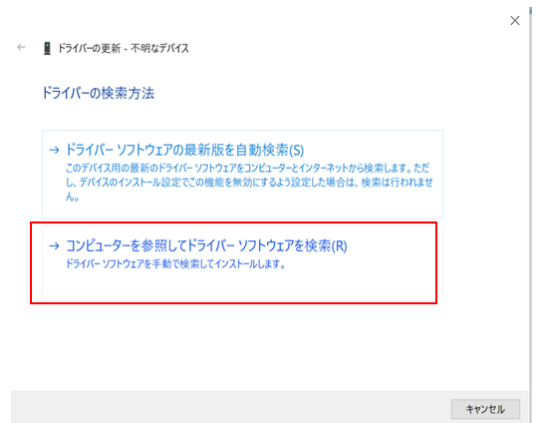 ドライバーの更新 - 不明なデバイス
ドライバーの検索方法
→ ドライバー ソフトウェアの最新版を自動検索(S)
このデバイス用の最新のドライバー ソフトウェアをコンピューターとインターネットから検索します。ただ
し、デバイスのインストール設定でこの機能を無効にするよう設定した場合は、検索は行われませ
ん。
→ コンピューターを参照してドライバー ソフトウェアを検索(R)
ドライバー ソフトウェアを手動で検索してインストールします。
キャンセル